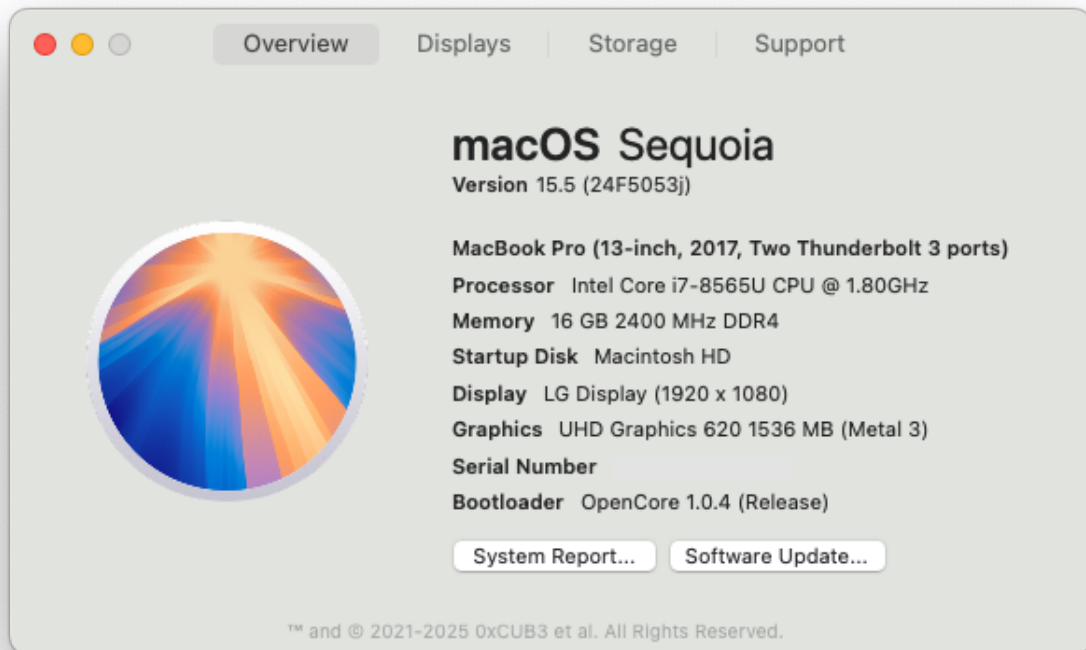 Overview Displays Storage Support
macOS Sequoia
Version 15.5 (24F5053j)
MacBook Pro (13-inch, 2017, Two Thunderbolt 3 ports)
Processor Intel Core i7-8565U CPU @ 1.80GHz
Memory 16 GB 2400 MHz DDR4
Startup Disk Macintosh HD
Display LG Display (1920 x 1080)
Graphics UHD Graphics 620 1536 MB (Metal 3)
Serial Number
Bootloader OpenCore 1.0.4 (Release)
System Report... Software Update...
™ and © 2021-2025 0xCUB3 et al. All Rights Reserved.